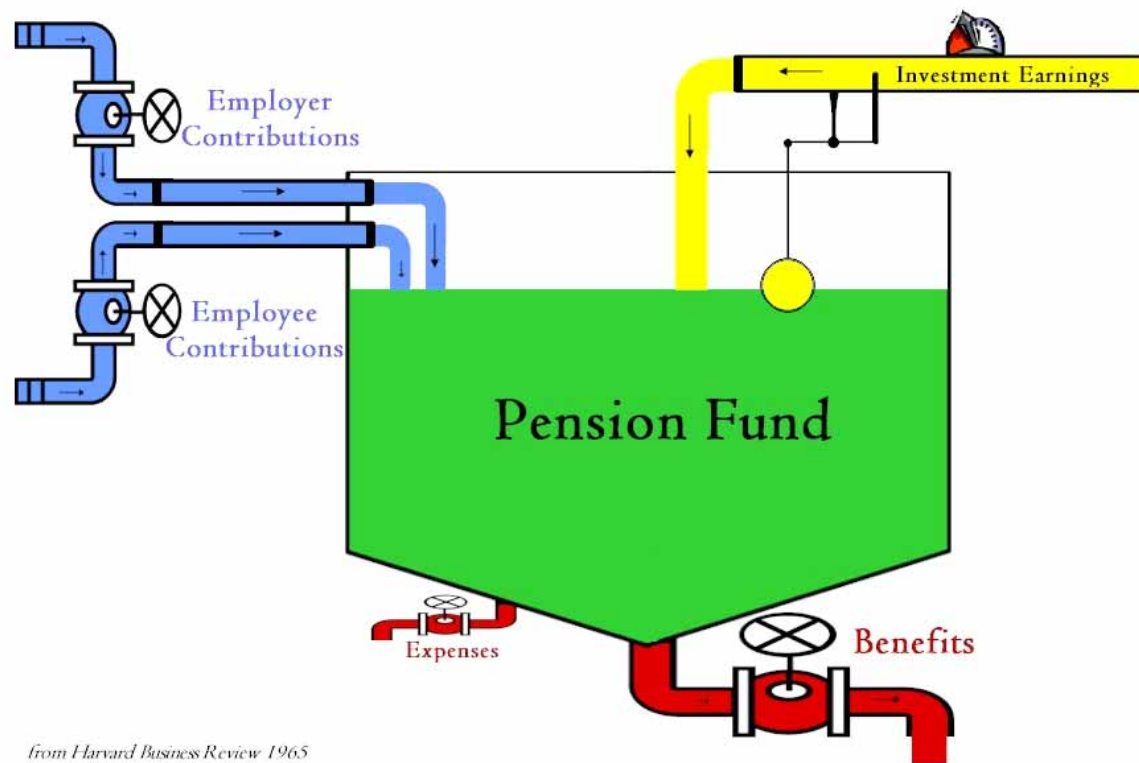 Employer
Contributions
Investment Earnings
Employee
Contributions
Pension Fund
Expenses
Benefits
from Harvard Business Review 1965